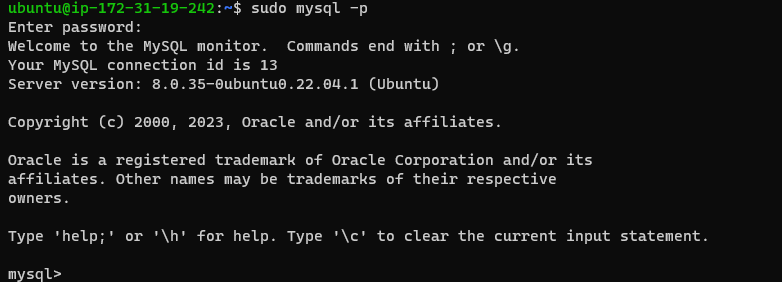 ubuntu@ip-172-31-19-242:~$ sudo mysql -p
Enter password:
Welcome to the MySQL monitor.  Commands end with ; or \g.
Your MySQL connection id is 13
Server version: 8.0.35-0ubuntu0.22.04.1 (Ubuntu)
Copyright (c) 2000, 2023, Oracle and/or its affiliates.
Oracle is a registered trademark of Oracle Corporation and/or its
affiliates. Other names may be trademarks of their respective
owners.
Type 'help;' or '\h' for help. Type '\c' to clear the current input statement.
mysql>